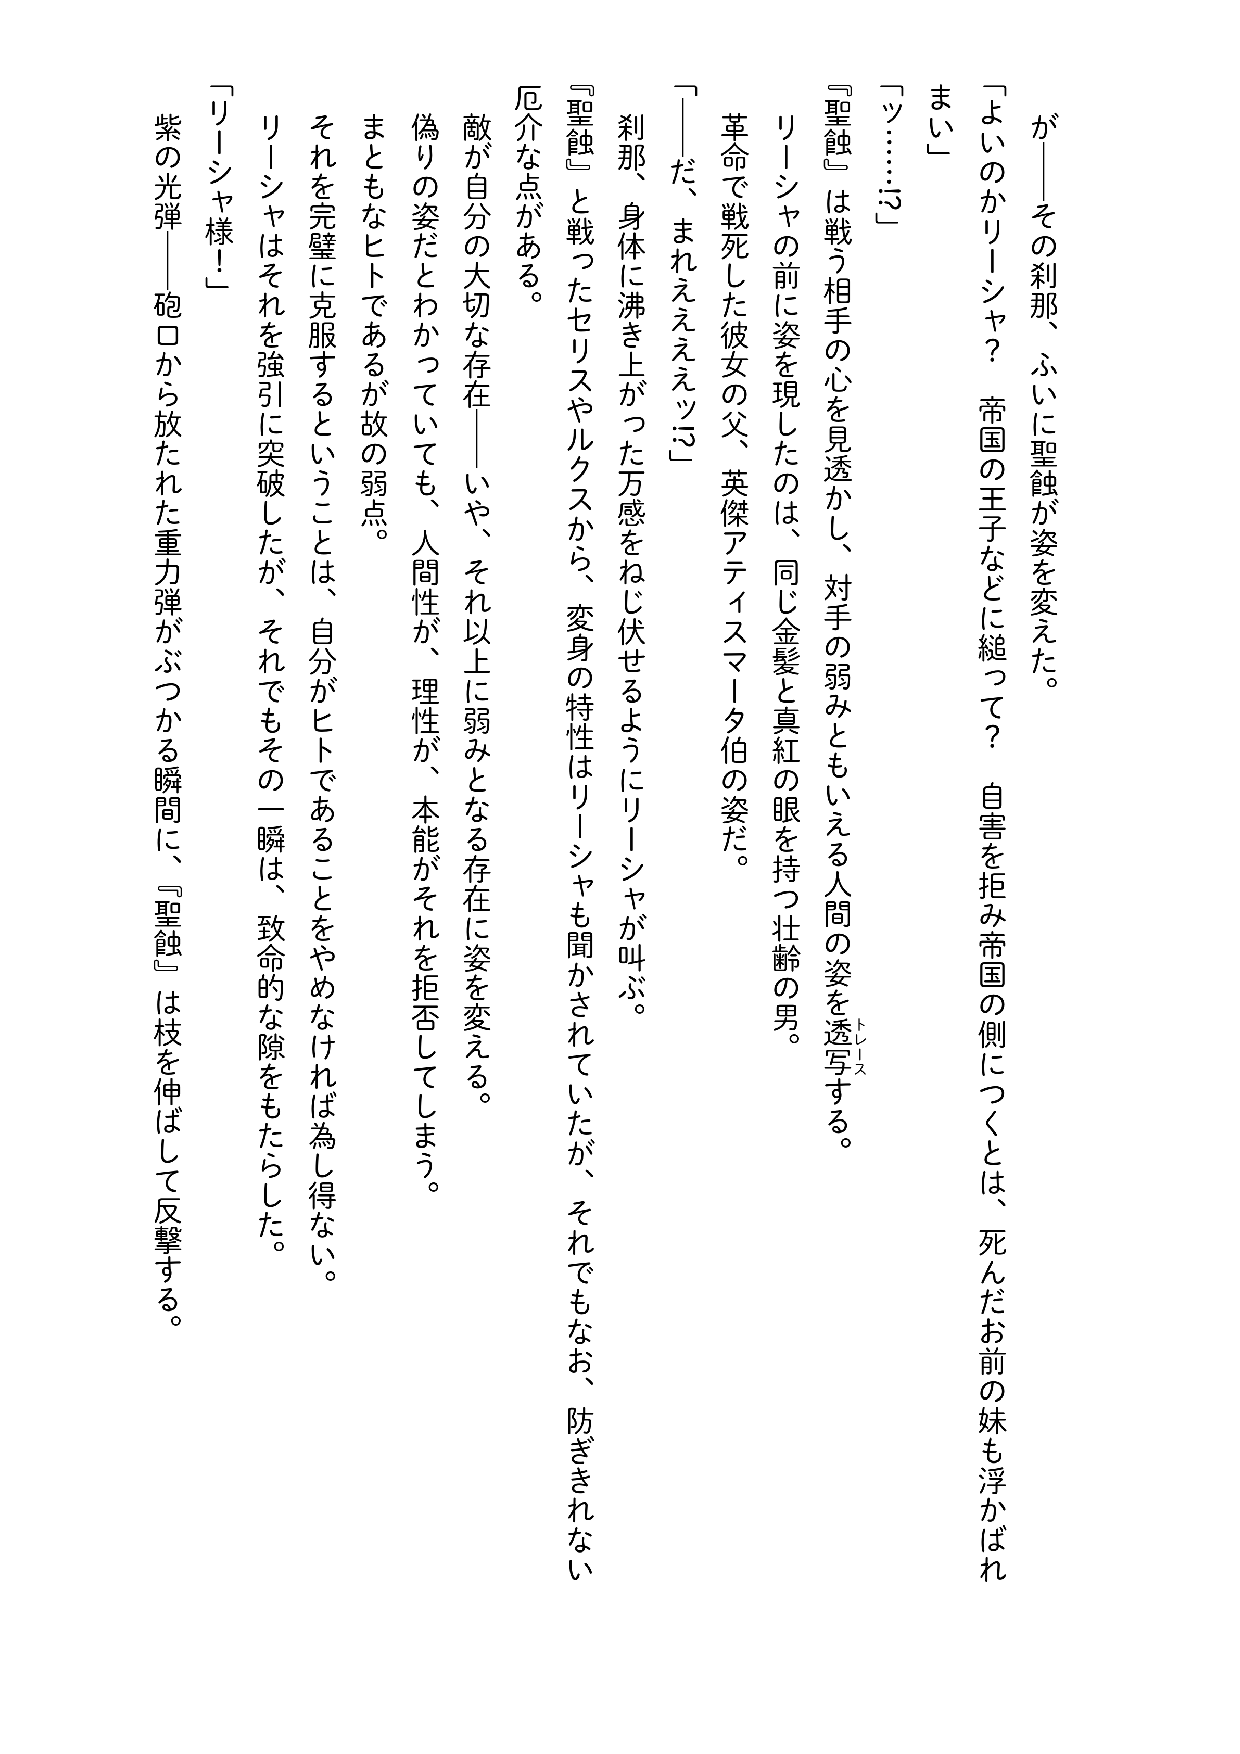 が――その刹那、ふいに聖蝕が姿を変えた。
「よいのかリーシャ？　帝国の王子などに縋って？　自害を拒み帝国の側につくとは、死んだお前の妹も浮かばれ
まい」
「ッ……!?」
『聖蝕』は戦う相手の心を見透かし、対手の弱みともいえる人間の姿を透写する。
トレース
リーシャの前に姿を現したのは、同じ金髪と真紅の眼を持つ壮齢の男。
革命で戦死した彼女の父、英傑アティスマータ伯の姿だ。
「――だ、まれええええッ!?」
刹那、身体に沸き上がった万感をねじ伏せるようにリーシャが叫ぶ。
『聖蝕』と戦ったセリスやルクスから、変身の特性はリーシャも聞かされていたが、それでもなお、防ぎきれない
厄介な点がある。
敵が自分の大切な存在――いや、それ以上に弱みとなる存在に姿を変える。
偽りの姿だとわかっていても、人間性が、理性が、本能がそれを拒否してしまう。
まともなヒトであるが故の弱点。
それを完璧に克服するということは、自分がヒトであることをやめなければ為し得ない。
リーシャはそれを強引に突破したが、それでもその一瞬は、致命的な隙をもたらした。
「リーシャ様！」
紫の光弾――砲口から放たれた重力弾がぶつかる瞬間に、『聖蝕』は枝を伸ばして反撃する。